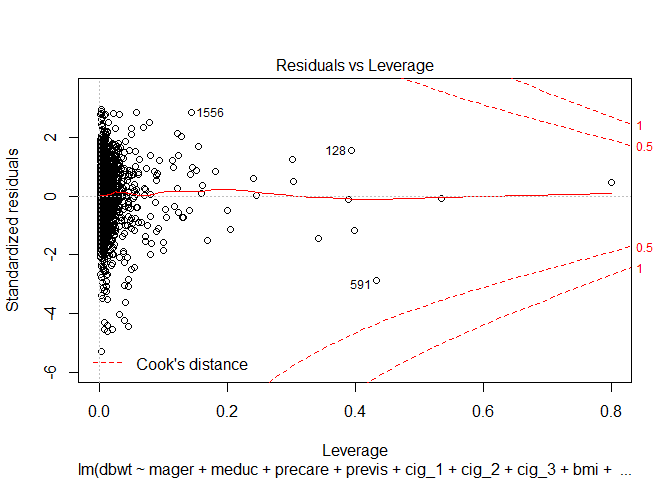 Residuals vs Leverage
Standardized residuals
2
0
-2
-4
-6
1556
128
591
1
0.5
0.5
1
Cook's distance
0.0 0.2 0.4 0.6 0.8
Leverage
lm(dbwt ~ mager + meduc + precare + previs + cig_1 + cig_2 + cig_3 + bmi + ...